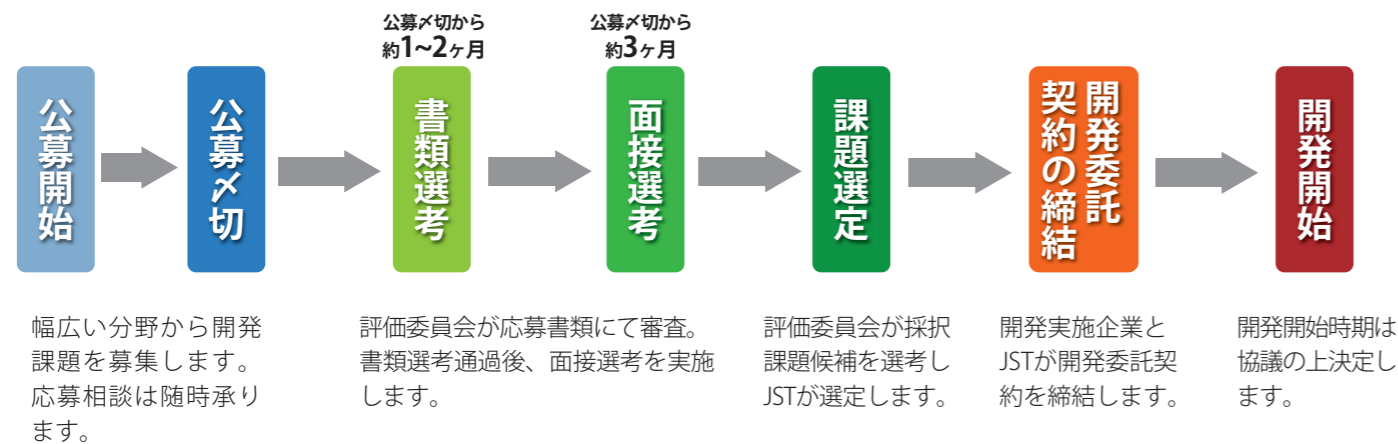 公募〆切から
約1~2ヶ月
公募〆切から
約3ヶ月
公募開始
公募〆切
書類選考
面接選考
課題選定
開発委託
契約の締結
開発開始
幅広い分野から開発
課題を募集します。
応募相談は随時承り
ます。
評価委員会が応募書類にて審査。
書類選考通過後、面接選考を実施
します。
評価委員会が採択
課題候補を選考し
JSTが選定します。
開発実施企業と
JSTが開発委託契
約を締結します。
開発開始時期は
協議の上決定し
ます。